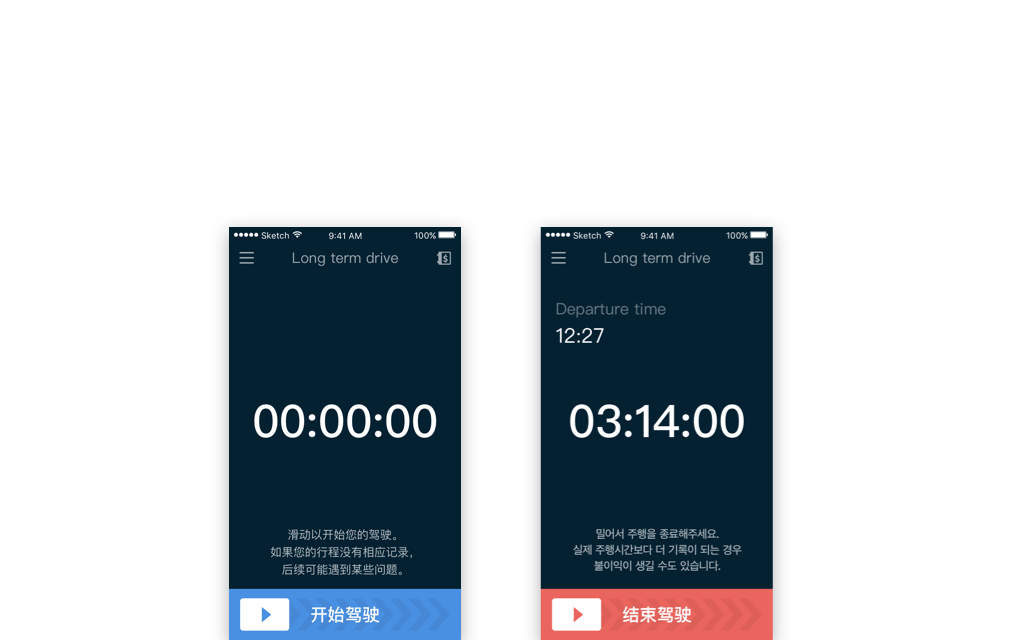 Sketch 9:41 AM 100%
Long term drive
00:00:00
滑动以开始您的驾驶。
如果您的行程没有相应记录，
后续可能遇到某些问题。
开始驾驶
Sketch 9:41 AM 100%
Long term drive
Departure time
12:27
03:14:00
밀어서 주행을 종료해주세요.
실제 주행시간보다 더 기록이 되는 경우
불이익이 생길 수도 있습니다.
结束驾驶